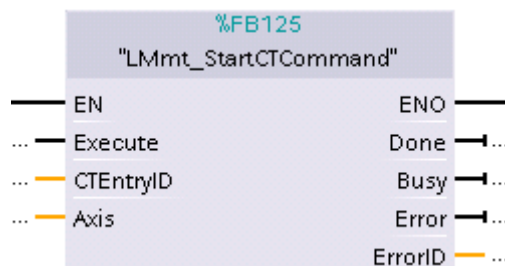 %FB125
"LMmt_StartCTCommand"
EN ENO
... Execute Done ...
... CTEntryID Busy ...
... Axis Error ...
ErrorID ...